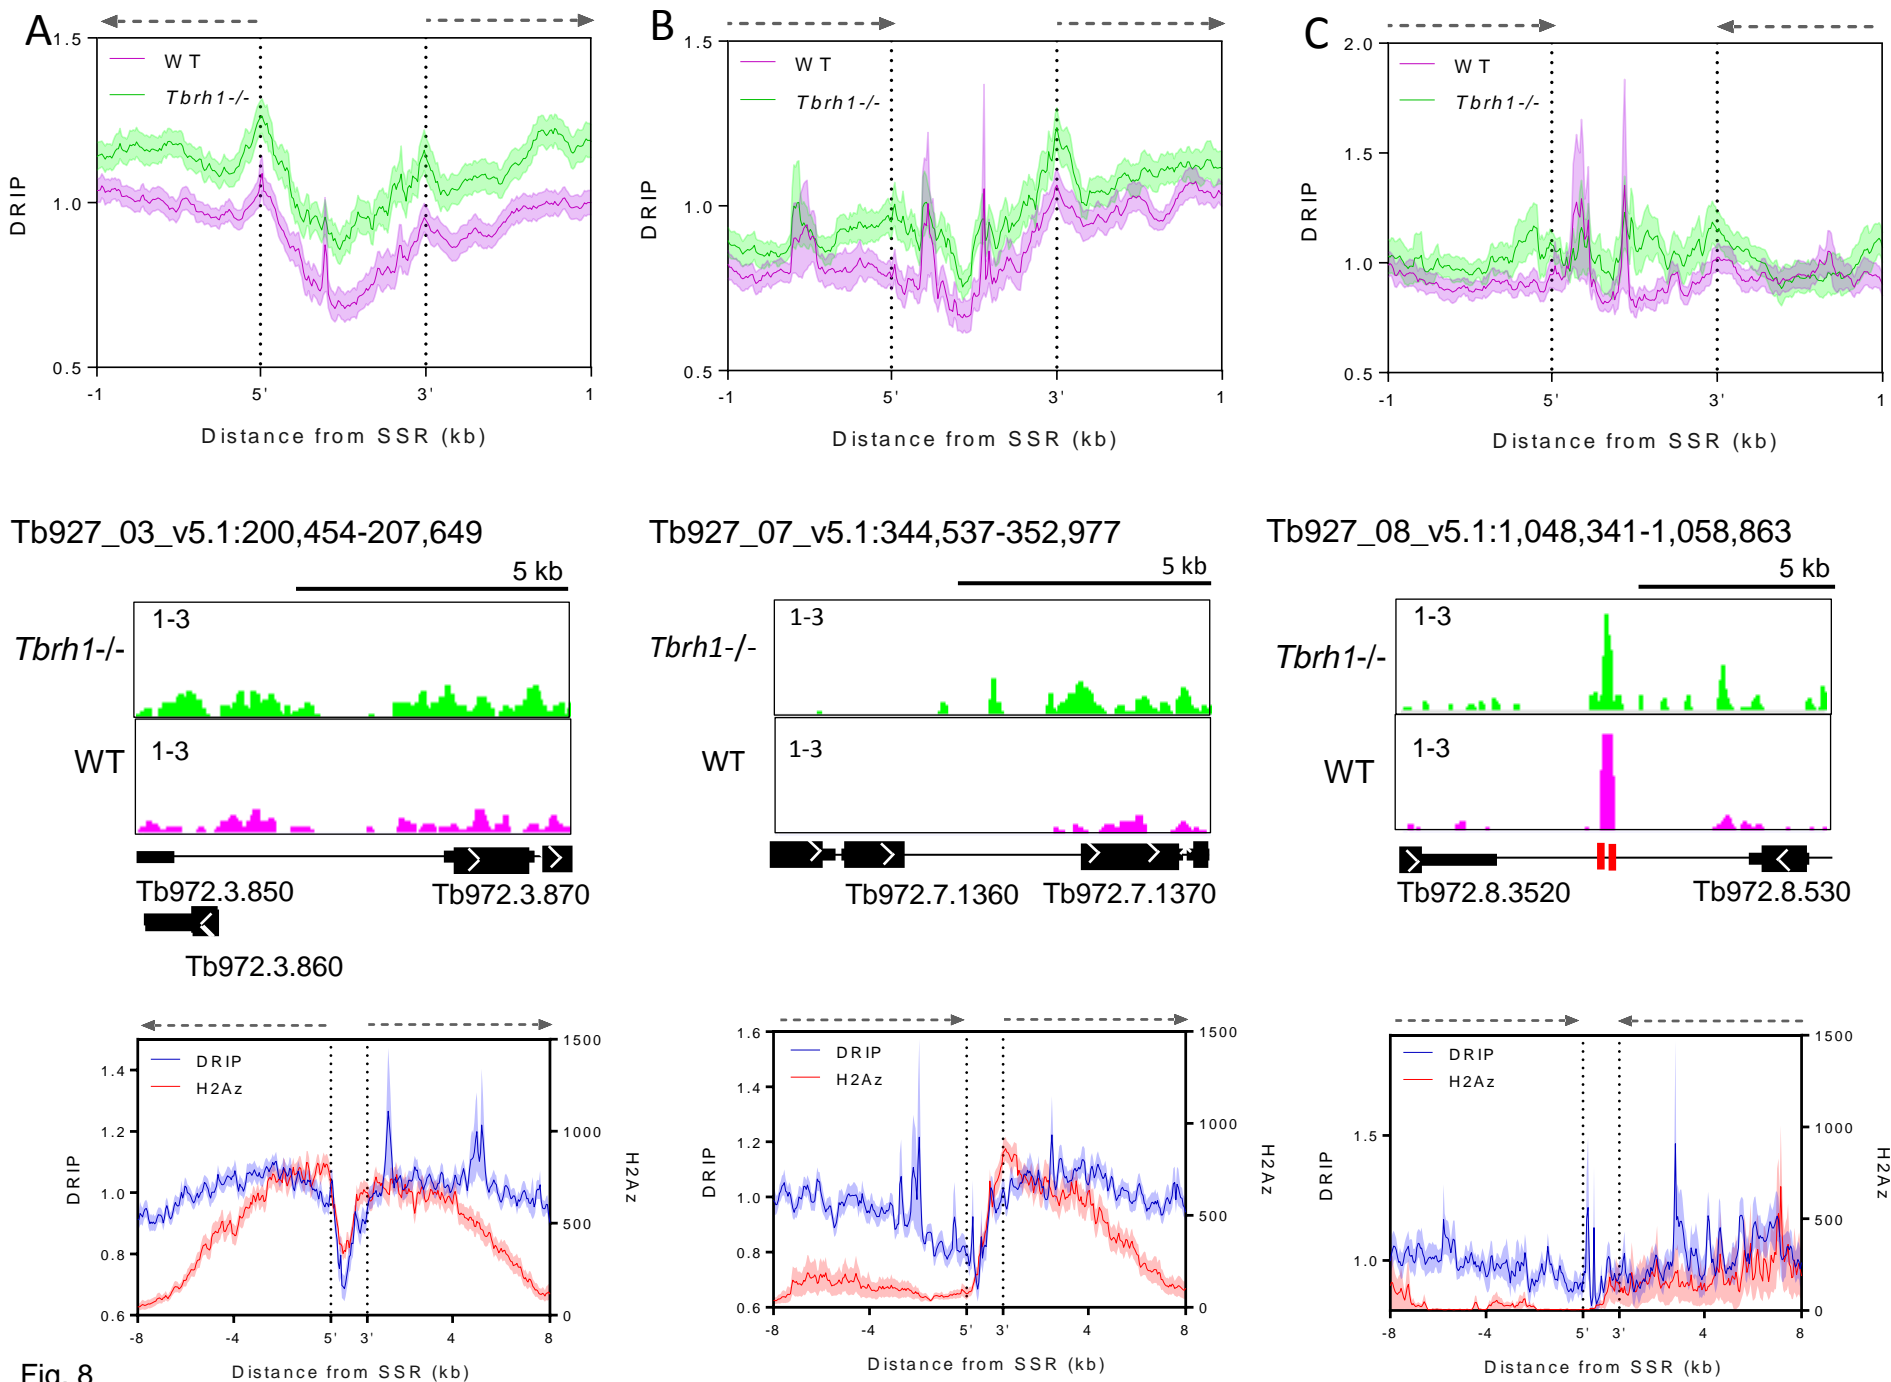 A
1.5
1.0
0.5
DRIP
WT
Tbrh1-/-
-1
5'
3'
1
Distance from SSR (kb)
B
1.5
1.0
0.5
DRIP
WT
Tbrh1-/-
-1
5'
3'
1
Distance from SSR (kb)
C
2.0
1.5
1.0
0.5
DRIP
WT
Tbrh1-/-
-1
5'
3'
1
Distance from SSR (kb)
Tb927_03_v5.1:200,454-207,649
5 kb
Tbrh1-/-
1-3
WT
1-3
Tb972.3.850
Tb972.3.870
Tb972.3.860
Tb927_07_v5.1:344,537-352,977
5 kb
Tbrh1-/-
1-3
WT
1-3
Tb972.7.1360
Tb972.7.1370
Tb927_08_v5.1:1,048,341-1,058,863
5 kb
Tbrh1-/-
1-3
WT
1-3
Tb972.8.3520
Tb972.8.530
DRIP
H2Az
1.4
1.2
1.0
0.8
0.6
DRIP
1500
1000
500
0
H2Az
-8
-4
5'
3'
4
8
Distance from SSR (kb)
DRIP
H2Az
1.6
1.4
1.2
1.0
0.8
0.6
DRIP
1500
1000
500
0
H2Az
-8
-4
5'
3'
4
8
Distance from SSR (kb)
DRIP
H2Az
1.5
1.0
DRIP
1500
1000
500
0
H2Az
-8
-4
5'
3'
4
8
Distance from SSR (kb)
Fig. 8